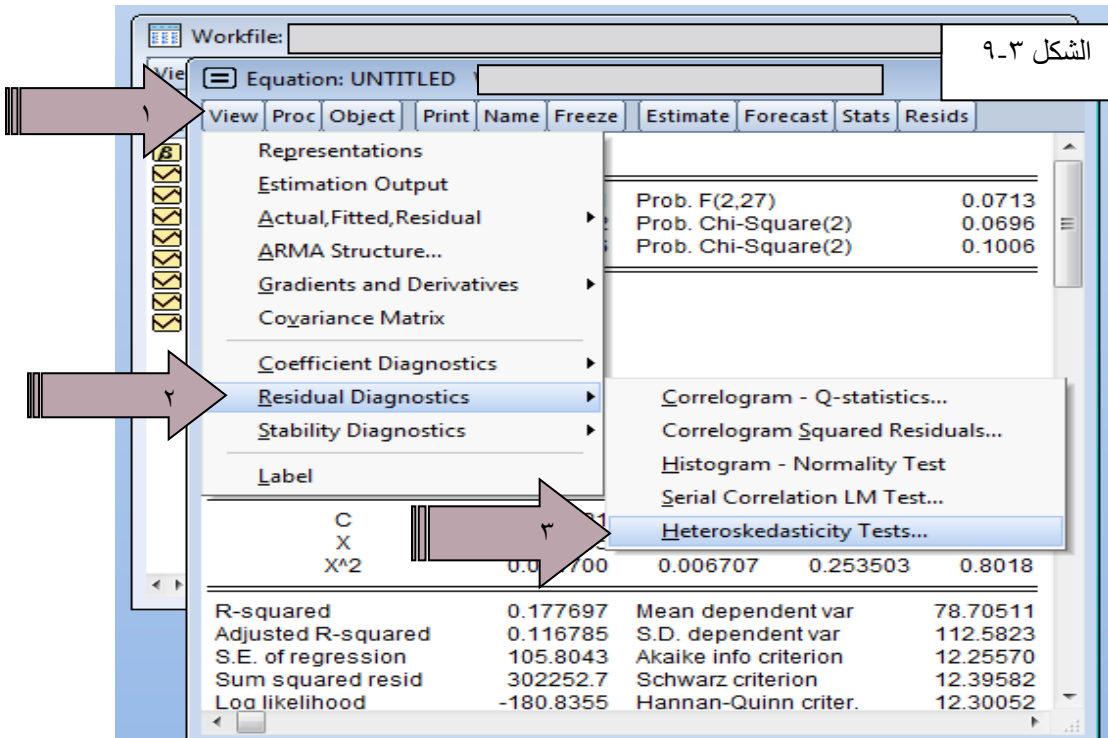 Workfile:
الشكل ٣-٩
Vie
Equation: UNTITLED
١
View Proc Object Print Name Freeze Estimate Forecast Stats Resids
Representations
Estimation Output
Prob. F(2,27) 0.0713
Actual,Fitted,Residual
Prob. Chi-Square(2) 0.0696
ARMA Structure...
Prob. Chi-Square(2) 0.1006
Gradients and Derivatives
Covariance Matrix
Coefficient Diagnostics
٢
Residual Diagnostics
Stability Diagnostics
Label
Correlogram - Q-statistics...
Correlogram Squared Residuals...
Histogram - Normality Test
Serial Correlation LM Test...
Heteroskedasticity Tests...
٣
C
X
X^2 0.006707 0.253503 0.8018
R-squared 0.177697 Mean dependent var 78.70511
Adjusted R-squared 0.116785 S.D. dependent var 112.5823
S.E. of regression 105.8043 Akaike info criterion 12.25570
Sum squared resid 302252.7 Schwarz criterion 12.39582
Log likelihood -180.8355 Hannan-Quinn criter. 12.30052